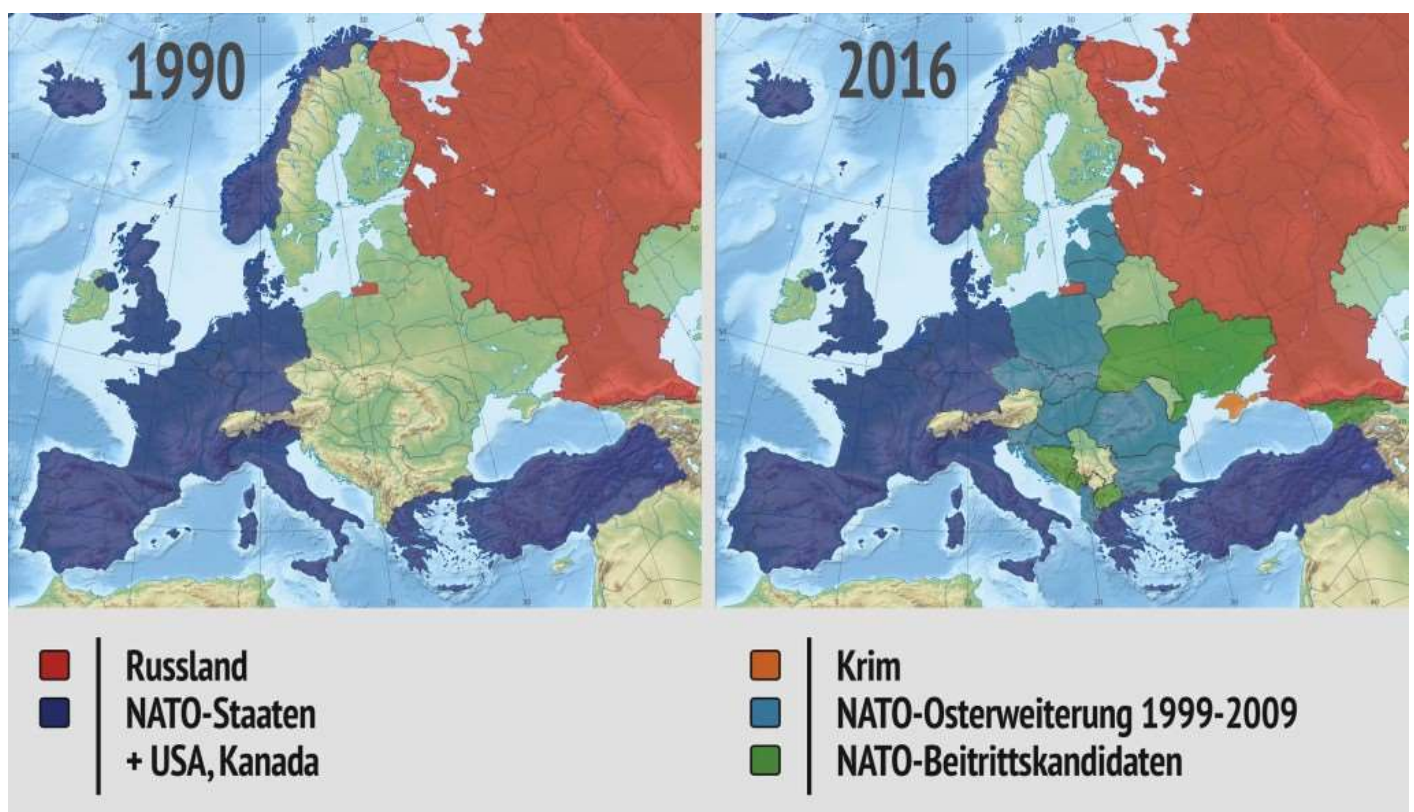 1990
2016
Russland
NATO-Staaten
+ USA, Kanada
Krim
NATO-Osterweiterung 1999-2009
NATO-Beitrittskandidaten